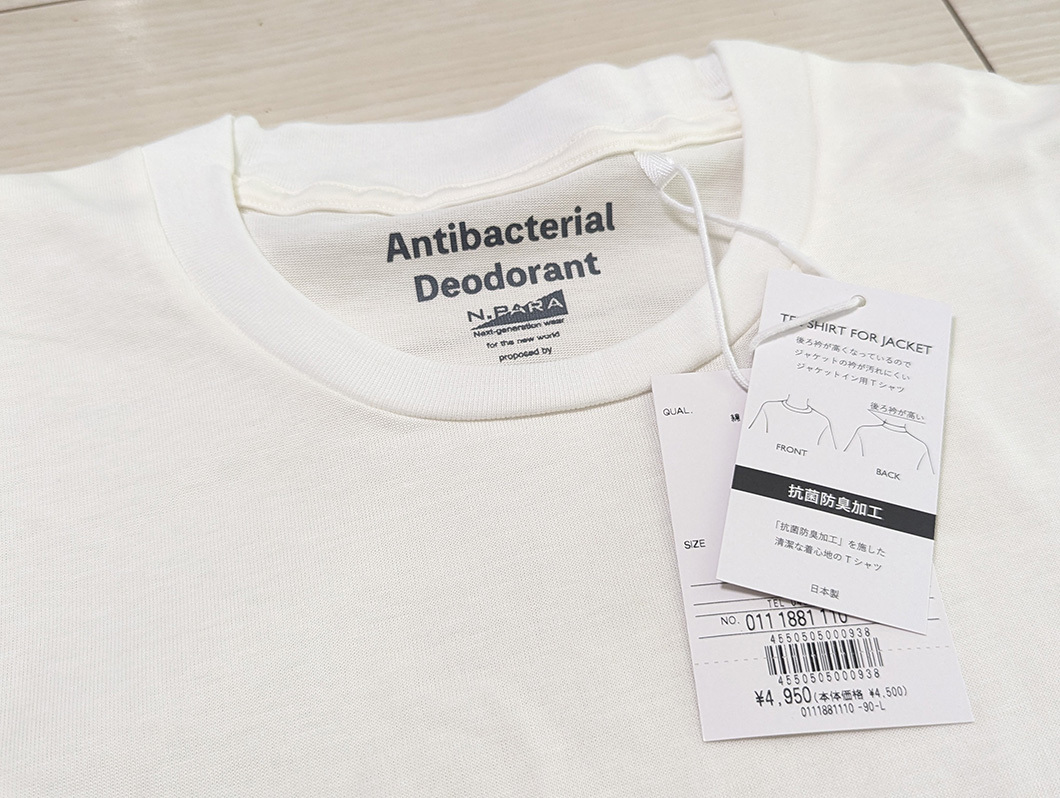 Antibacterial
Deodorant
N.PARA
Next-generation wear
for the new world
proposed by
FOR JACKET
後ろ衿が高くなっているので
ジャケットの衿が汚れにくい
ジャケットイン用Tシャツ
後ろ衿が高い
FRONT
BACK
抗菌防臭加工
「抗菌防臭加工」を施した
清潔な着心地のTシャツ
日本製
QUAL.
綿
SIZE
TEL
NO. 011 1881 110
4550505000938
4550505000938
¥4,950(本体価格 ¥4,500)
0111881110 -90-L